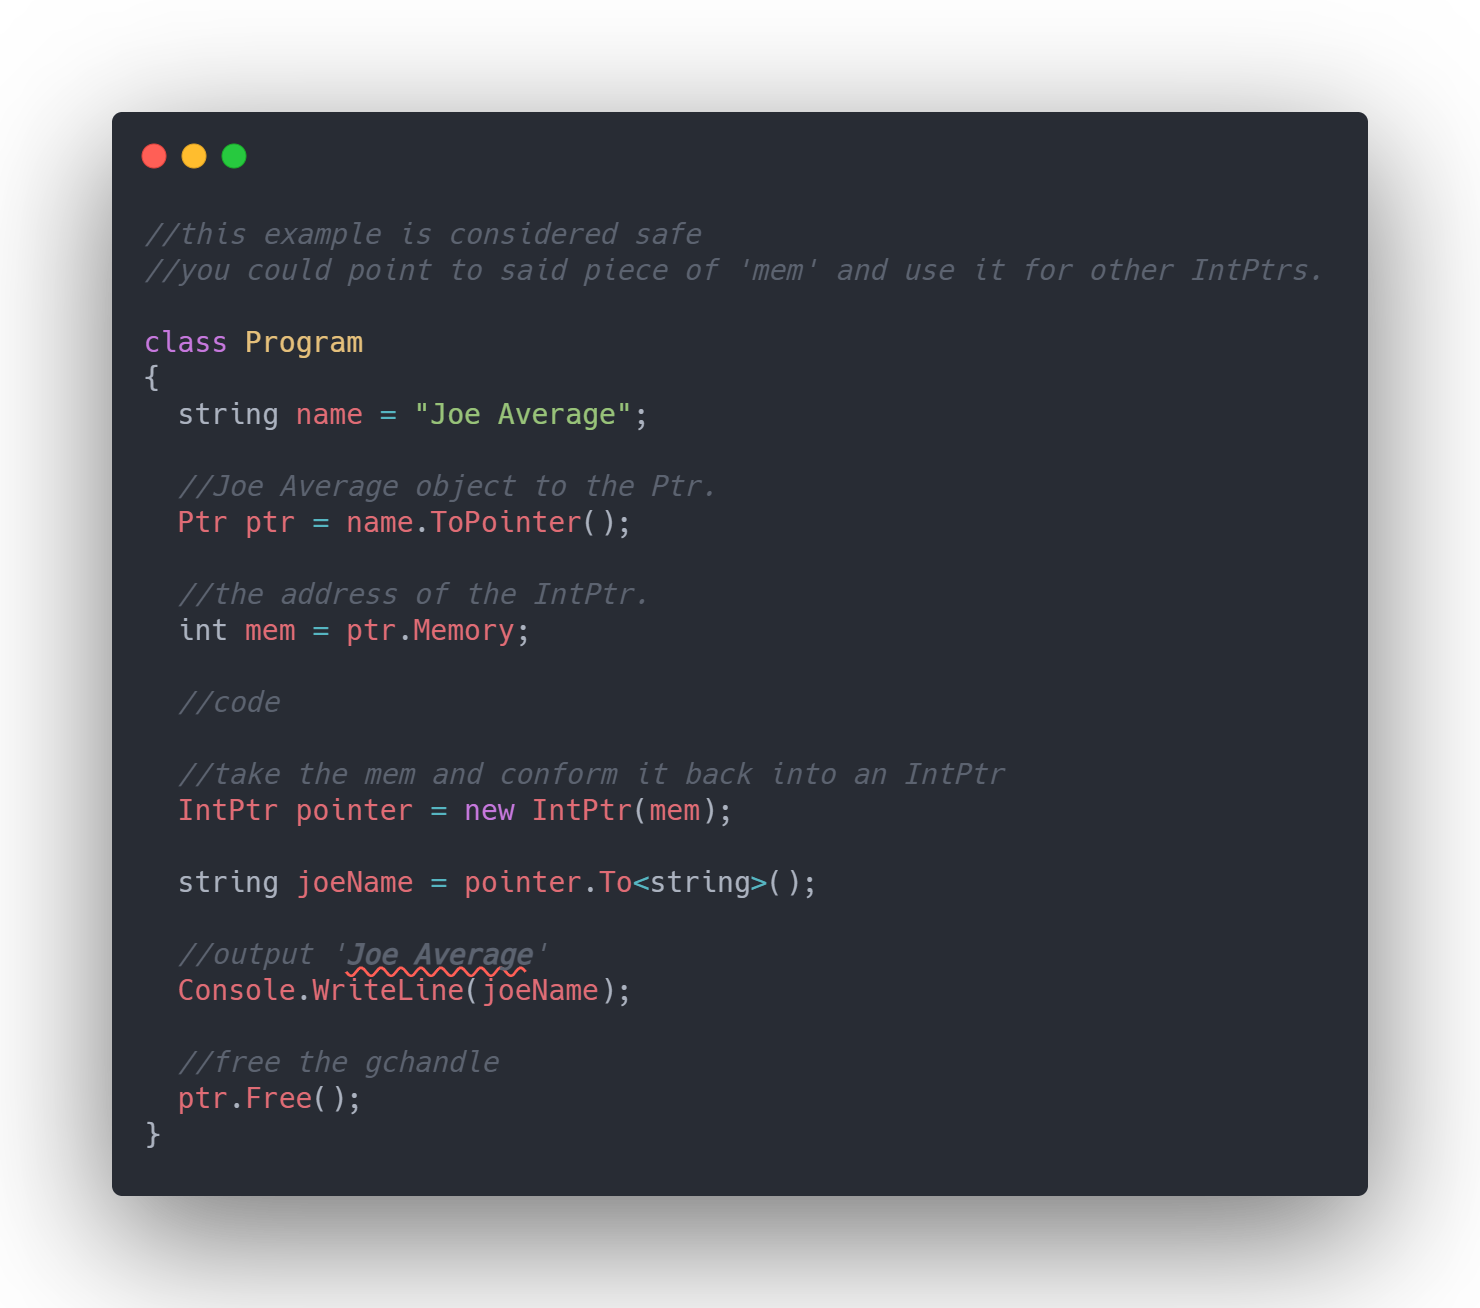 //this example is considered safe
//you could point to said piece of 'mem' and use it for other IntPtrs.
class Program
{
string name = "Joe Average";
//Joe Average object to the Ptr.
Ptr ptr = name.ToPointer();
//the address of the IntPtr.
int mem = ptr.Memory;
//code
//take the mem and conform it back into an IntPtr
IntPtr pointer = new IntPtr(mem);
string joeName = pointer.To<string>();
//output 'Joe Average'
Console.WriteLine(joeName);
//free the gchandle
ptr.Free();
}